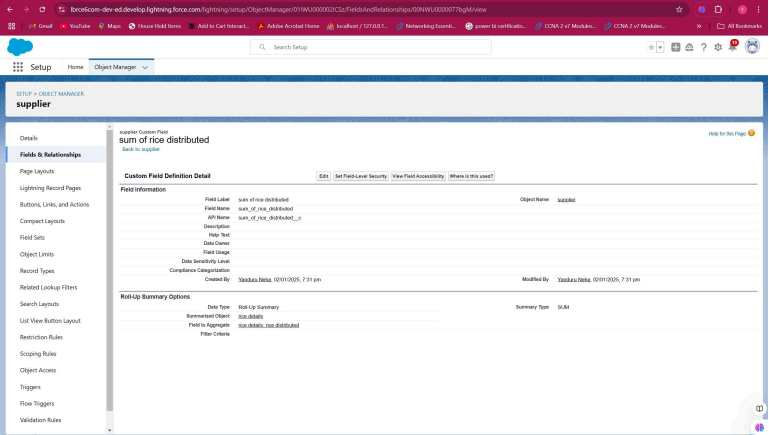 lbrce6com-dev-ed.develop.lightning.force.com/lightning/setup/ObjectManager/01IWU000002ICSz/FieldsAndRelationships/00NWU0000077bgM/view
Gmail YouTube Maps House Hold Items Add to Cart Interact... Adobe Acrobat Home localhost / 127.0.0.1... Networking Essenti... power bi certificatio... CCNA 2 v7 Modules... CCNA 2 v7 Modules... » All Bookmarks
Search Setup
Setup Home Object Manager
SETUP > OBJECT MANAGER
supplier
Details
Fields & Relationships
Page Layouts
Lightning Record Pages
Buttons, Links, and Actions
Compact Layouts
Field Sets
Object Limits
Record Types
Related Lookup Filters
Search Layouts
List View Button Layout
Restriction Rules
Scoping Rules
Object Access
Triggers
Flow Triggers
Validation Rules
supplier Custom Field
sum of rice distributed
Back to supplier
Help for this Page
Custom Field Definition Detail Edit Set Field-Level Security View Field Accessibility Where is this used?
Field Information
Field Label sum of rice distributed Object Name supplier
Field Name sum_of_rice_distributed
API Name sum_of_rice_distributed__c
Description
Help Text
Data Owner
Field Usage
Data Sensitivity Level
Compliance Categorization
Created By Yanduru Neha, 02/01/2025, 7:31 pm Modified By Yanduru Neha, 02/01/2025, 7:31 pm
Roll-Up Summary Options
Data Type Roll-Up Summary Summary Type SUM
Summarized Object rice details
Field to Aggregate rice details: rice distributed
Filter Criteria